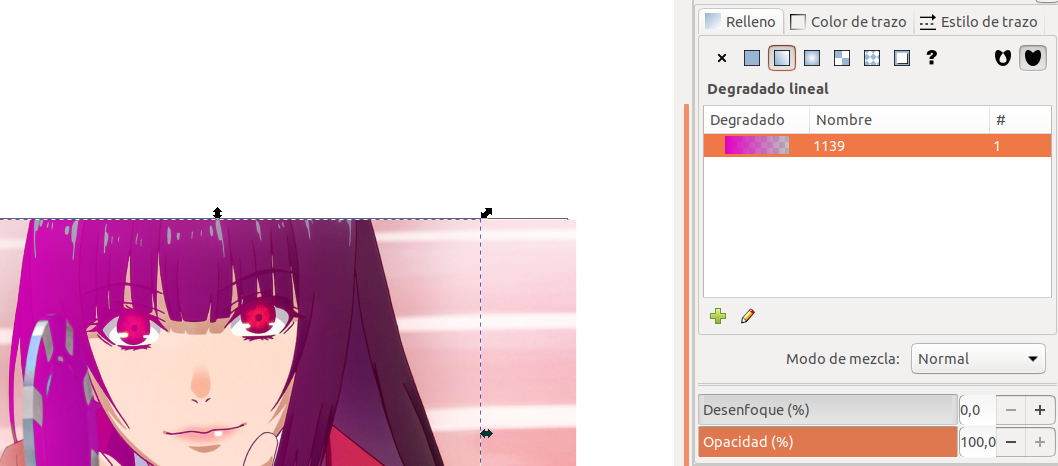 Relleno Color de trazo Estilo de trazo
?
Degradado lineal
Degradado Nombre #
1139 1
Modo de mezcla: Normal
Desenfoque (%) 0,0 − +
Opacidad (%) 100,0 − +